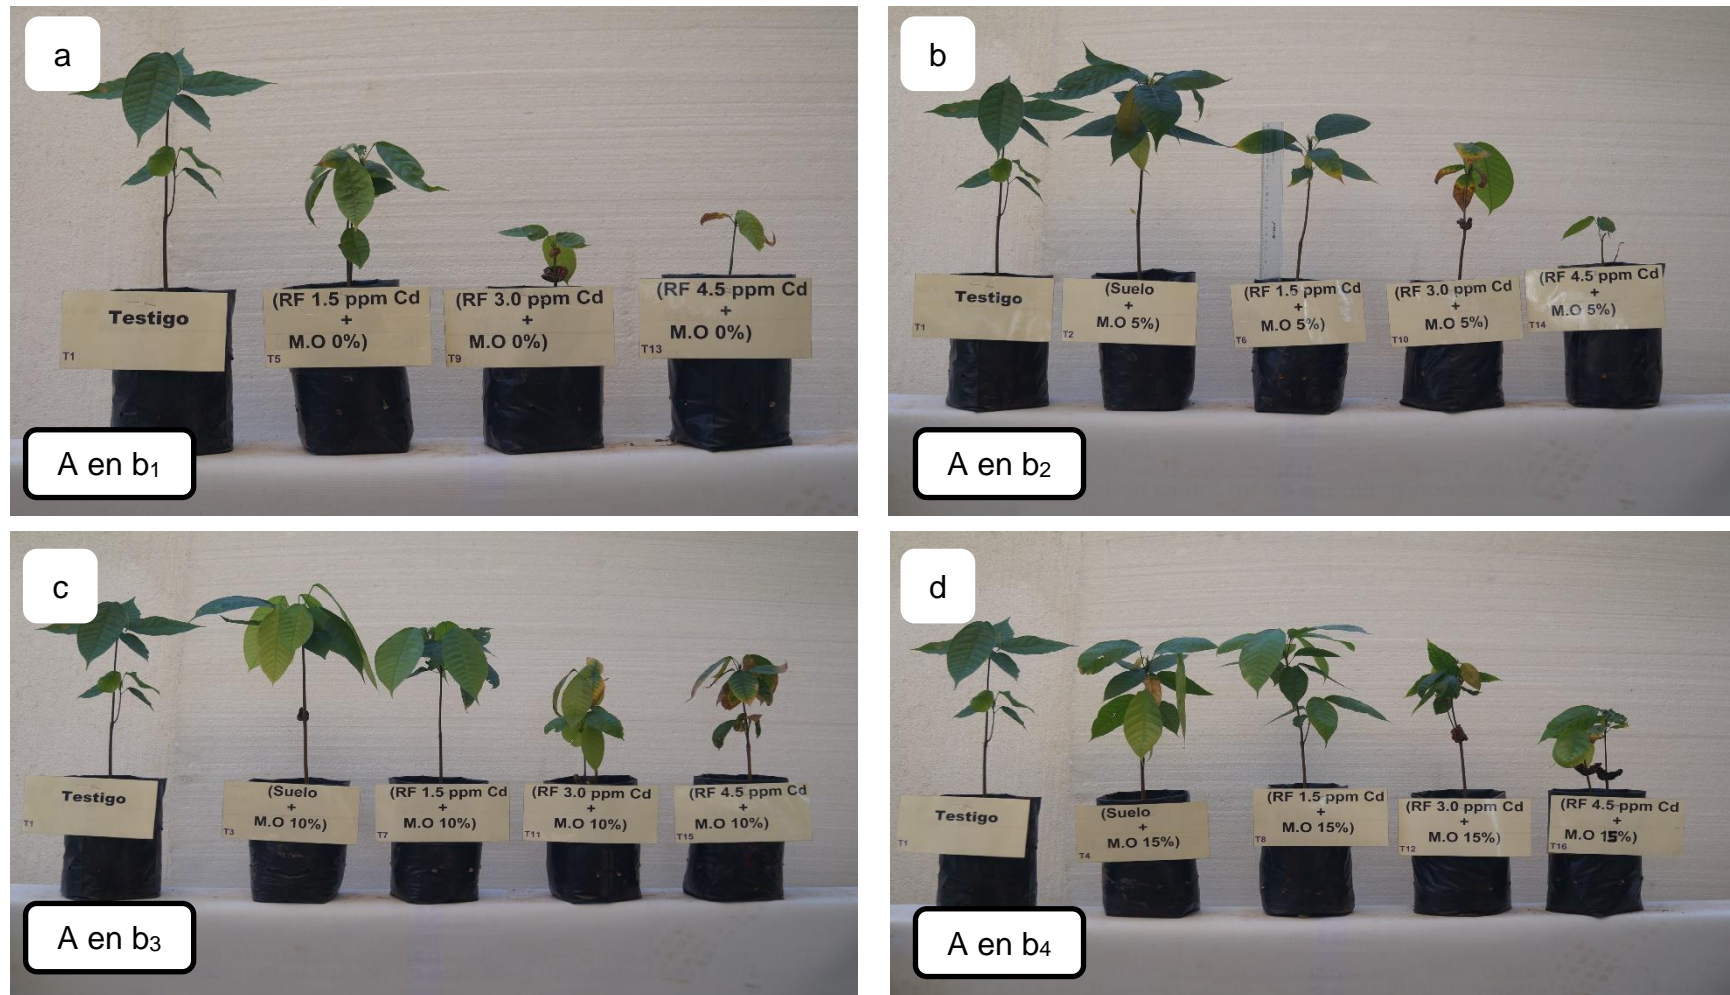 a
Testigo
T1
(RF 1.5 ppm Cd
+
M.O 0%)
T5
(RF 3.0 ppm Cd
+
M.O 0%)
T9
(RF 4.5 ppm Cd
+
M.O 0%)
T13
A en b₁
b
Testigo
T1
(Suelo
+
M.O 5%)
T2
(RF 1.5 ppm Cd
+
M.O 5%)
T6
(RF 3.0 ppm Cd
+
M.O 5%)
T10
(RF 4.5 ppm Cd
+
M.O 5%)
T14
A en b₂
c
Testigo
T1
(Suelo
+
M.O 10%)
T3
(RF 1.5 ppm Cd
+
M.O 10%)
T7
(RF 3.0 ppm Cd
+
M.O 10%)
T11
(RF 4.5 ppm Cd
+
M.O 10%)
T15
A en b₃
d
Testigo
T1
(Suelo
+
M.O 15%)
T4
(RF 1.5 ppm Cd
+
M.O 15%)
T8
(RF 3.0 ppm Cd
+
M.O 15%)
T12
(RF 4.5 ppm Cd
+
M.O 15%)
T16
A en b₄